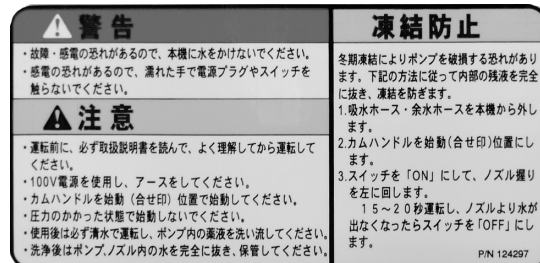 警告
・故障・感電の恐れがあるので、本機に水をかけないでください。
・感電の恐れがあるので、濡れた手で電源プラグやスイッチを
触らないでください。
注意
・運転前に、必ず取扱説明書を読んで、よく理解してから運転して
ください。
・100V電源を使用し、アースをしてください。
・カムハンドルを始動（合せ印）位置で始動してください。
・圧力のかかった状態で始動しないでください。
・使用後は必ず清水で運転し、ポンプ内の薬液を洗い流してください。
・洗浄後はポンプ、ノズル内の水を完全に抜き、保管してください。
凍結防止
冬期凍結によりポンプを破損する恐れがあり
ます。下記の方法に従って内部の残液を完全
に抜き、凍結を防ぎます。
1.吸水ホース・余水ホースを本機から外し
ます。
2.カムハンドルを始動(合せ印)位置にし
ます。
3.スイッチを「ON」にして、ノズル握り
を左に回します。
15〜20秒運転し、ノズルより水が
出なくなったらスイッチを「OFF」にし
ます。
P/N 124297